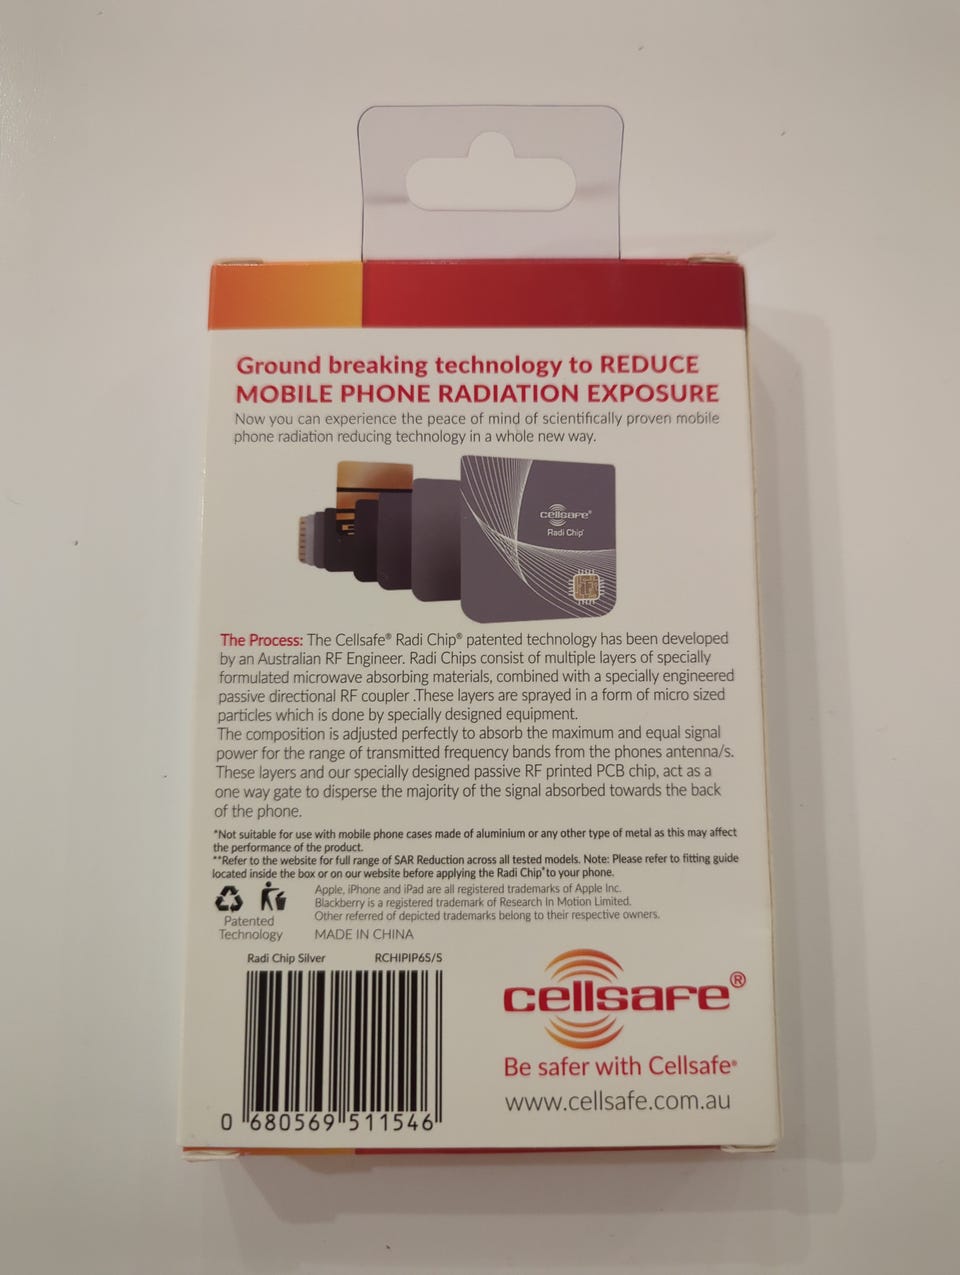 Ground breaking technology to REDUCE
MOBILE PHONE RADIATION EXPOSURE
Now you can experience the peace of mind of scientifically proven mobile
phone radiation reducing technology in a whole new way.
cellsafe®
Radi Chip®
The Process: The Cellsafe® Radi Chip® patented technology has been developed
by an Australian RF Engineer. Radi Chips consist of multiple layers of specially
formulated microwave absorbing materials, combined with a specially engineered
passive directional RF coupler .These layers are sprayed in a form of micro sized
particles which is done by specially designed equipment.
The composition is adjusted perfectly to absorb the maximum and equal signal
power for the range of transmitted frequency bands from the phones antenna/s.
These layers and our specially designed passive RF printed PCB chip, act as a
one way gate to disperse the majority of the signal absorbed towards the back
of the phone.
*Not suitable for use with mobile phone cases made of aluminium or any other type of metal as this may affect
the performance of the product.
**Refer to the website for full range of SAR Reduction across all tested models. Note: Please refer to fitting guide
located inside the box or on our website before applying the Radi Chip® to your phone.
Apple, iPhone and iPad are all registered trademarks of Apple Inc.
Blackberry is a registered trademark of Research In Motion Limited.
Other referred of depicted trademarks belong to their respective owners.
Patented
Technology
MADE IN CHINA
Radi Chip Silver RCHIPIP6S/S
0 680569 511546
cellsafe®
Be safer with Cellsafe®
www.cellsafe.com.au